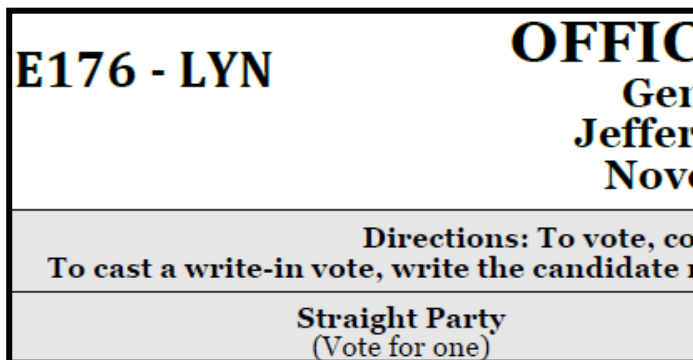 E176 - LYN
OFFIC
Gen
Jeffer
Nove
Directions: To vote, co
To cast a write-in vote, write the candidate
Straight Party
(Vote for one)